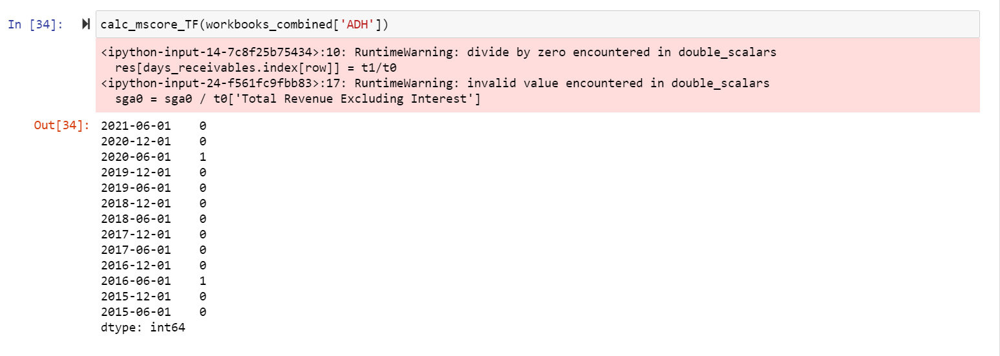 In [34]: calc_mscore_TF(workbooks_combined['ADH'])
<ipython-input-14-7c8f25b75434>:10: RuntimeWarning: divide by zero encountered in double_scalars
  res[days_receivables.index[row]] = t1/t0
<ipython-input-24-f561fc9fbb83>:17: RuntimeWarning: invalid value encountered in double_scalars
  sga0 = sga0 / t0['Total Revenue Excluding Interest']
Out[34]: 2021-06-01    0
2020-12-01    0
2020-06-01    1
2019-12-01    0
2019-06-01    0
2018-12-01    0
2018-06-01    0
2017-12-01    0
2017-06-01    0
2016-12-01    0
2016-06-01    1
2015-12-01    0
2015-06-01    0
dtype: int64